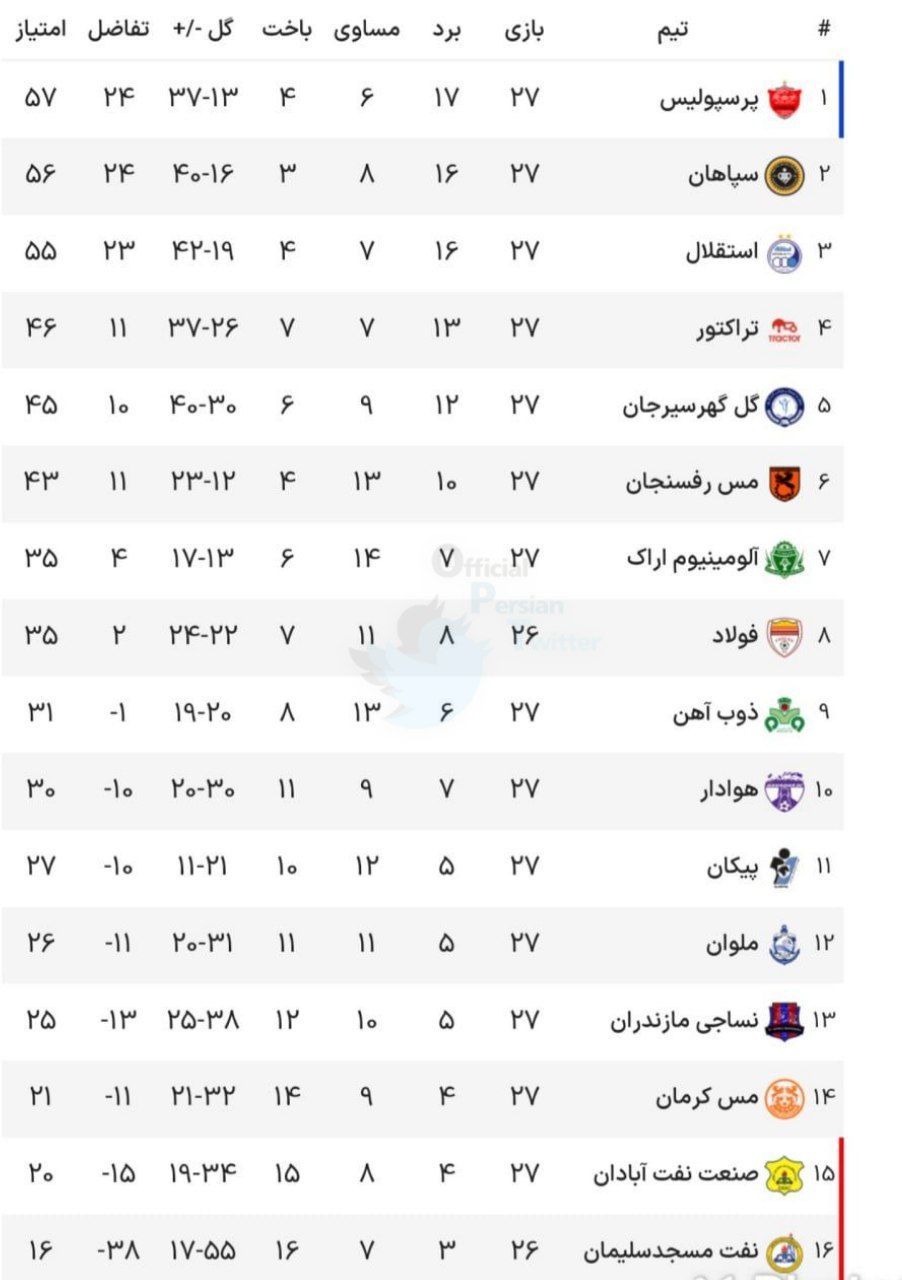 # تیم بازی برد مساوی باخت گل -/+ تفاضل امتیاز
۱ پرسپولیس ۲۷ ۱۷ ۶ ۴ ۳۷-۱۳ ۲۴ ۵۷
۲ سپاهان ۲۷ ۱۶ ۸ ۳ ۴۰-۱۶ ۲۴ ۵۶
۳ استقلال ۲۷ ۱۶ ۷ ۴ ۴۲-۱۹ ۲۳ ۵۵
۴ تراکتور ۲۷ ۱۳ ۷ ۷ ۳۷-۲۶ ۱۱ ۴۶
۵ گل گهرسیرجان ۲۷ ۱۲ ۹ ۶ ۴۰-۳۰ ۱۰ ۴۵
۶ مس رفسنجان ۲۷ ۱۰ ۱۳ ۴ ۲۳-۱۲ ۱۱ ۴۳
۷ آلومینیوم اراک ۲۷ ۷ ۱۴ ۶ ۱۷-۱۳ ۴ ۳۵
۸ فولاد ۲۶ ۸ ۱۱ ۷ ۲۴-۲۲ ۲ ۳۵
۹ ذوب آهن ۲۷ ۶ ۱۳ ۸ ۱۹-۲۰ -۱ ۳۱
۱۰ هوادار ۲۷ ۷ ۹ ۱۱ ۲۰-۳۰ -۱۰ ۳۰
۱۱ پیکان ۲۷ ۵ ۱۲ ۱۰ ۱۱-۲۱ -۱۰ ۲۷
۱۲ ملوان ۲۷ ۵ ۱۱ ۱۱ ۲۰-۳۱ -۱۱ ۲۶
۱۳ نساجی مازندران ۲۷ ۵ ۱۰ ۱۲ ۲۵-۳۸ -۱۳ ۲۵
۱۴ مس کرمان ۲۷ ۴ ۹ ۱۴ ۲۱-۳۲ -۱۱ ۲۱
۱۵ صنعت نفت آبادان ۲۷ ۴ ۸ ۱۵ ۱۹-۳۴ -۱۵ ۲۰
۱۶ نفت مسجدسلیمان ۲۶ ۳ ۷ ۱۶ ۱۷-۵۵ -۳۸ ۱۶
Official
Persian
Twitter
tractor